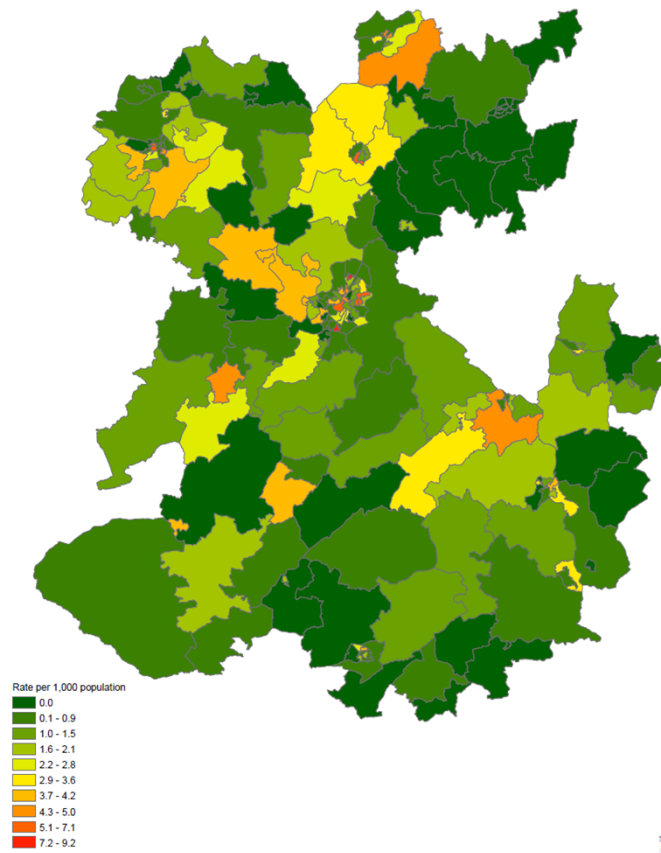 Rate per 1,000 population
0.0
0.1 - 0.9
1.0 - 1.5
1.6 - 2.1
2.2 - 2.8
2.9 - 3.6
3.7 - 4.2
4.3 - 5.0
5.1 - 7.1
7.2 - 9.2